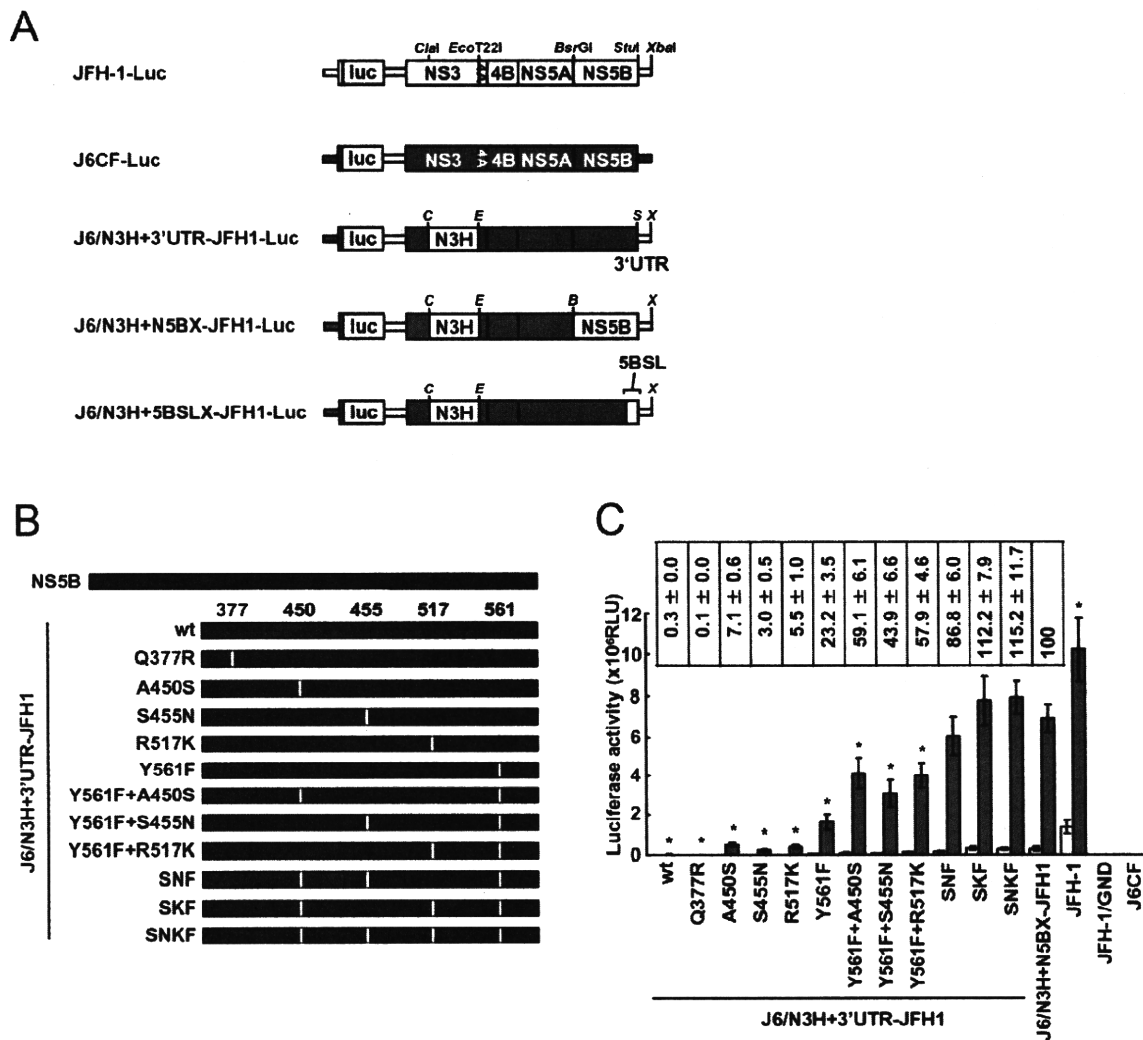 A
ClaI EcoT22I BsrGI StuI XbaI
JFH-1-Luc luc NS3 4A 4B NS5A NS5B
J6CF-Luc luc NS3 4A 4B NS5A NS5B
C E S X
J6/N3H+3'UTR-JFH1-Luc luc N3H
3'UTR
C E B X
J6/N3H+N5BX-JFH1-Luc luc N3H NS5B
5BSL
C E X
J6/N3H+5BSLX-JFH1-Luc luc N3H
B
NS5B
377 450 455 517 561
wt
Q377R
A450S
S455N
R517K
Y561F
Y561F+A450S
Y561F+S455N
Y561F+R517K
SNF
SKF
SNKF
J6/N3H+3'UTR-JFH1
C
0.3 ± 0.0
0.1 ± 0.0
7.1 ± 0.6
3.0 ± 0.5
5.5 ± 1.0
23.2 ± 3.5
59.1 ± 6.1
43.9 ± 6.6
57.9 ± 4.6
86.8 ± 6.0
112.2 ± 7.9
115.2 ± 11.7
100
Luciferase activity (x10⁶RLU)
12
10
8
6
4
2
0
* * * * * * * * * *
wt
Q377R
A450S
S455N
R517K
Y561F
Y561F+A450S
Y561F+S455N
Y561F+R517K
SNF
SKF
SNKF
J6/N3H+N5BX-JFH1
JFH-1
JFH-1/GND
J6CF
J6/N3H+3'UTR-JFH1